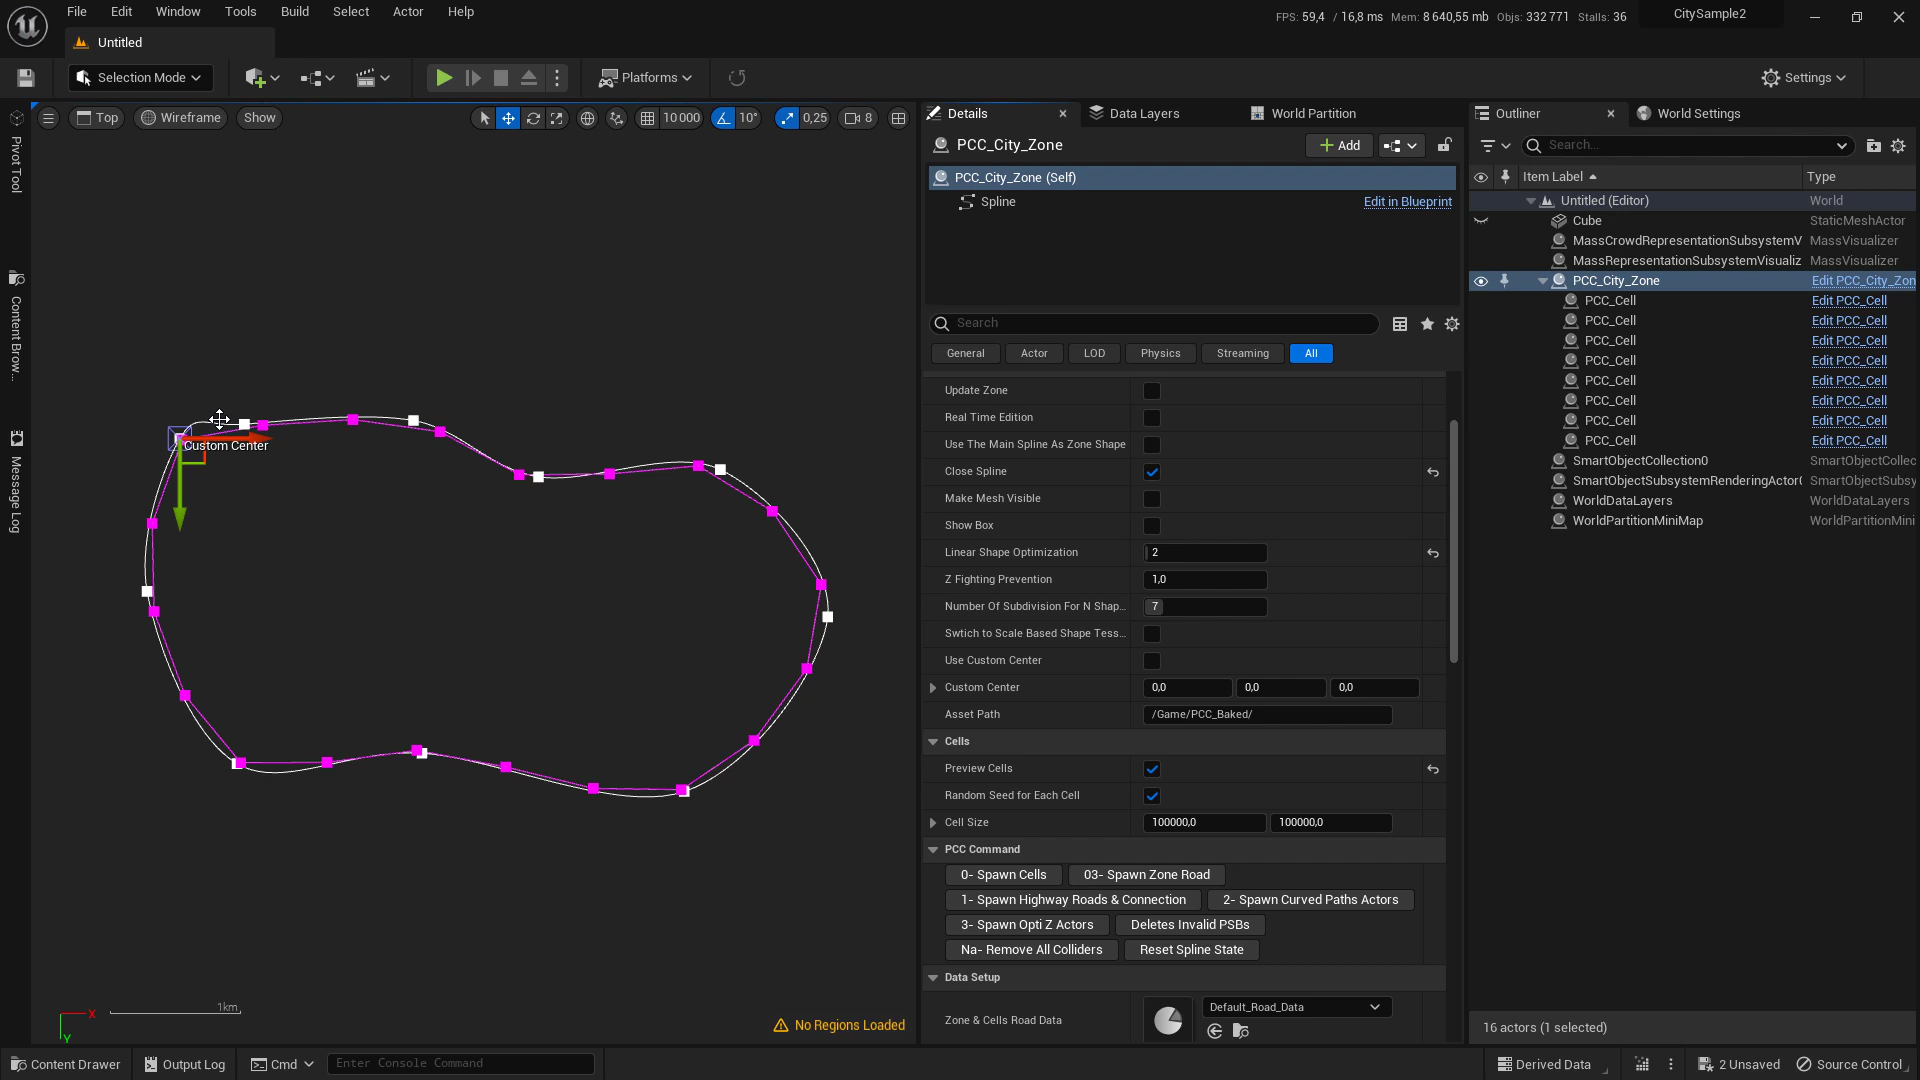 File Edit Window Tools Build Select Actor Help
FPS: 59,4 / 16,8 ms Mem: 8 640,55 mb Objs: 332 771 Stalls: 36
CitySample2
Untitled
Selection Mode
Platforms
Settings
Top Wireframe Show
10 000 10° 0,25 8
Pivot Tool
Content Brow...
Message Log
Custom Center
1km
X
Y
No Regions Loaded
Details
Data Layers
World Partition
PCC_City_Zone
Add
PCC_City_Zone (Self)
Spline Edit in Blueprint
Search
General Actor LOD Physics Streaming All
Update Zone
Real Time Edition
Use The Main Spline As Zone Shape
Close Spline
Make Mesh Visible
Show Box
Linear Shape Optimization 2
Z Fighting Prevention 1,0
Number Of Subdivision For N Shap... 7
Swtich to Scale Based Shape Tess...
Use Custom Center
Custom Center 0,0 0,0 0,0
Asset Path /Game/PCC_Baked/
Cells
Preview Cells
Random Seed for Each Cell
Cell Size 100000,0 100000,0
PCC Command
0- Spawn Cells 03- Spawn Zone Road
1- Spawn Highway Roads & Connection 2- Spawn Curved Paths Actors
3- Spawn Opti Z Actors Deletes Invalid PSBs
Na- Remove All Colliders Reset Spline State
Data Setup
Default_Road_Data
Zone & Cells Road Data
Outliner
World Settings
Search...
Item Label Type
Untitled (Editor) World
Cube StaticMeshActor
MassCrowdRepresentationSubsystemV MassVisualizer
MassRepresentationSubsystemVisualiz MassVisualizer
PCC_City_Zone Edit PCC_City_Zon
PCC_Cell Edit PCC_Cell
PCC_Cell Edit PCC_Cell
PCC_Cell Edit PCC_Cell
PCC_Cell Edit PCC_Cell
PCC_Cell Edit PCC_Cell
PCC_Cell Edit PCC_Cell
PCC_Cell Edit PCC_Cell
PCC_Cell Edit PCC_Cell
SmartObjectCollection0 SmartObjectCollec
SmartObjectSubsystemRenderingActor( SmartObjectSubsy
WorldDataLayers WorldDataLayers
WorldPartitionMiniMap WorldPartitionMini
16 actors (1 selected)
Content Drawer Output Log Cmd Enter Console Command
Derived Data 2 Unsaved Source Control